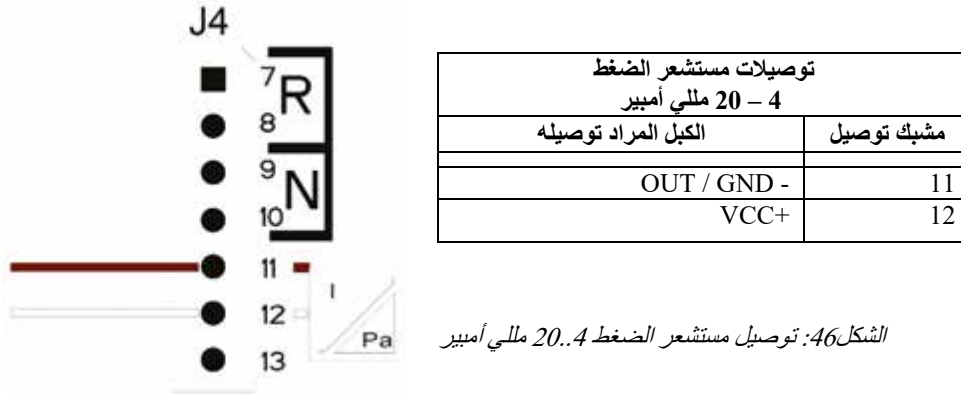 J4
7
R
8
9
N
10
11
12
13
I
Pa
توصيلات مستشعر الضغط
4 – 20 مللي أمبير
مشبك توصيل الكبل المراد توصيله
11 OUT / GND -
12 VCC+
الشكل46: توصيل مستشعر الضغط 4..20 مللي أمبير